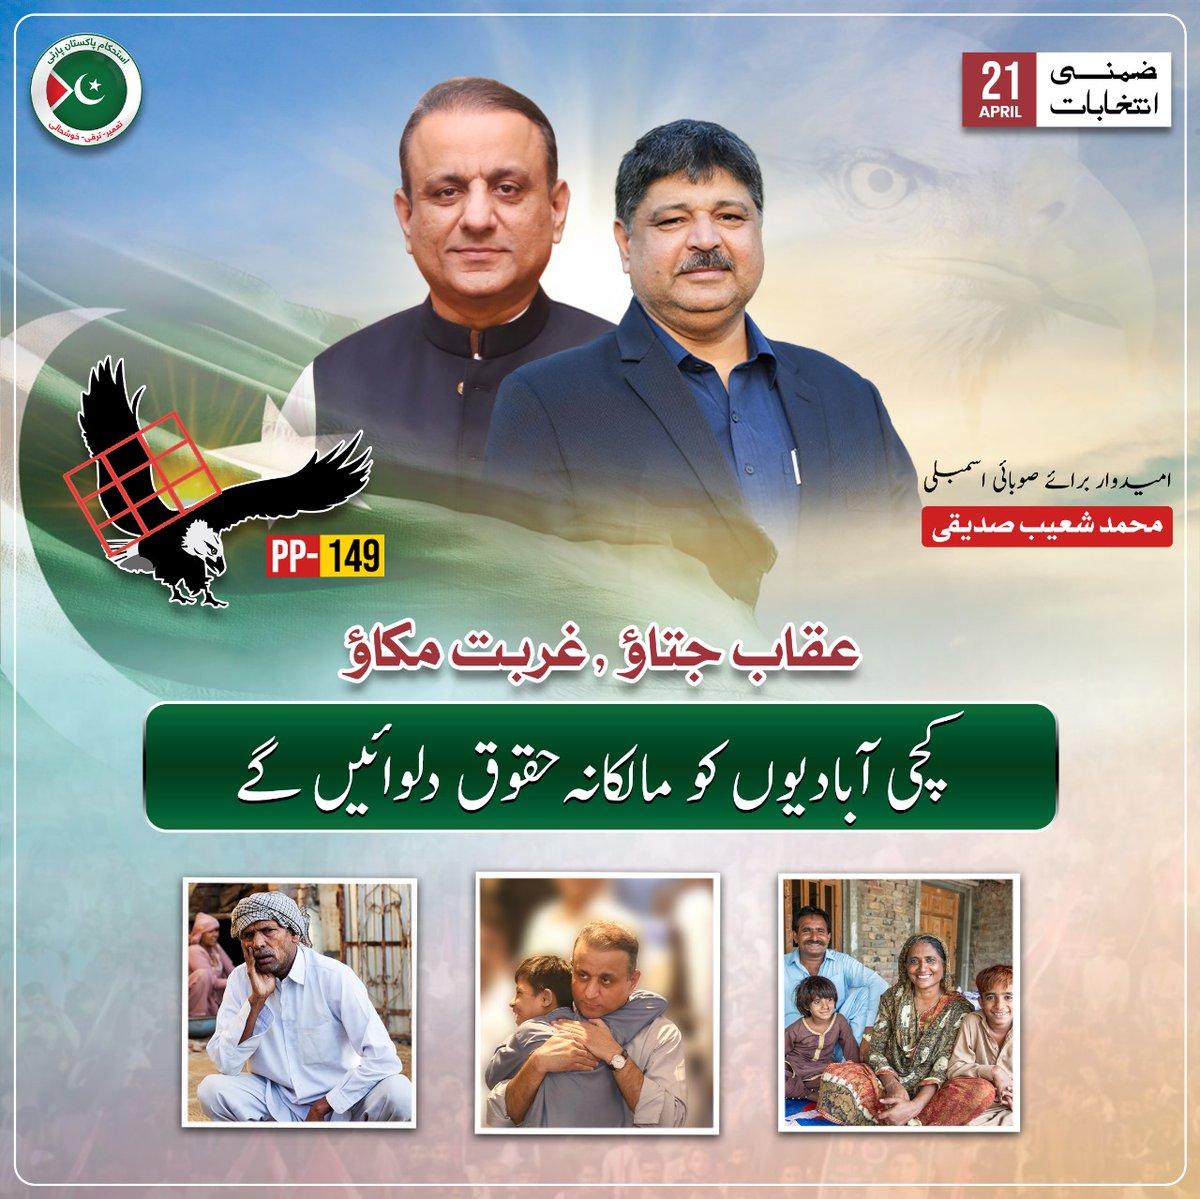 استحکام پاکستان پارٹی
تعمیر - ترقی - خوشحالی
ضمنی
انتخابات
21
APRIL
امیدوار برائے صوبائی اسمبلی
محمد شعیب صدیقی
PP- 149
عقاب جتاؤ , غربت مکاؤ
کچی آبادیوں کو مالکانہ حقوق دلوائیں گے